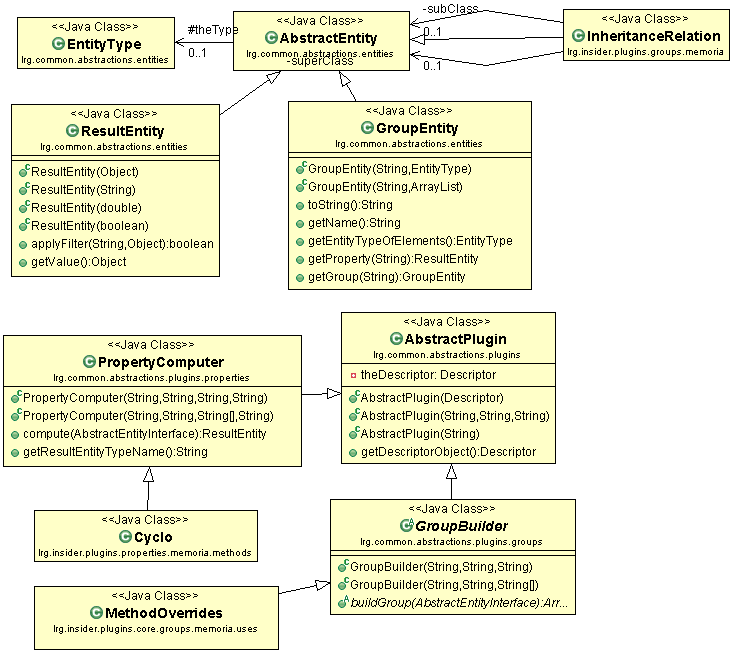 <<Java Class>>
EntityType
lrg.common.abstractions.entities
#theType
0..1
<<Java Class>>
AbstractEntity
lrg.common.abstractions.entities
-superClass
-subClass
0..1
0..1
<<Java Class>>
InheritanceRelation
lrg.insider.plugins.groups.memoria
<<Java Class>>
ResultEntity
lrg.common.abstractions.entities
ResultEntity(Object)
ResultEntity(String)
ResultEntity(double)
ResultEntity(boolean)
applyFilter(String,Object):boolean
getValue():Object
<<Java Class>>
GroupEntity
lrg.common.abstractions.entities
GroupEntity(String,EntityType)
GroupEntity(String,ArrayList)
toString():String
getName():String
getEntityTypeOfElements():EntityType
getProperty(String):ResultEntity
getGroup(String):GroupEntity
<<Java Class>>
PropertyComputer
lrg.common.abstractions.plugins.properties
PropertyComputer(String,String,String,String)
PropertyComputer(String,String,String[],String)
compute(AbstractEntityInterface):ResultEntity
getResultEntityTypeName():String
<<Java Class>>
AbstractPlugin
lrg.common.abstractions.plugins
theDescriptor: Descriptor
AbstractPlugin(Descriptor)
AbstractPlugin(String,String,String)
AbstractPlugin(String)
getDescriptorObject():Descriptor
<<Java Class>>
Cyclo
lrg.insider.plugins.properties.memoria.methods
<<Java Class>>
GroupBuilder
lrg.common.abstractions.plugins.groups
GroupBuilder(String,String,String)
GroupBuilder(String,String,String[])
buildGroup(AbstractEntityInterface):Arr...
<<Java Class>>
MethodOverrides
lrg.insider.plugins.core.groups.memoria.uses